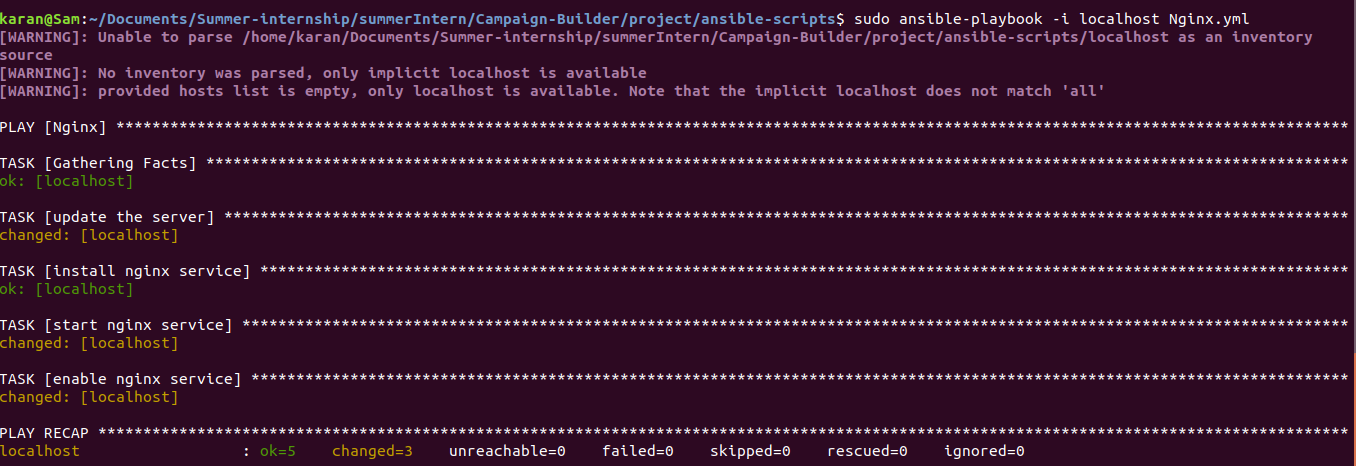 karan@Sam:~/Documents/Summer-internship/summerIntern/Campaign-Builder/project/ansible-scripts$ sudo ansible-playbook -i localhost Nginx.yml
[WARNING]: Unable to parse /home/karan/Documents/Summer-internship/summerIntern/Campaign-Builder/project/ansible-scripts/localhost as an inventory
source
[WARNING]: No inventory was parsed, only implicit localhost is available
[WARNING]: provided hosts list is empty, only localhost is available. Note that the implicit localhost does not match 'all'
PLAY [Nginx] *****************************************************************************************************************************************
TASK [Gathering Facts] *******************************************************************************************************************************
ok: [localhost]
TASK [update the server] *****************************************************************************************************************************
changed: [localhost]
TASK [install nginx service] *************************************************************************************************************************
ok: [localhost]
TASK [start nginx service] ***************************************************************************************************************************
changed: [localhost]
TASK [enable nginx service] **************************************************************************************************************************
changed: [localhost]
PLAY RECAP *******************************************************************************************************************************************
localhost                  : ok=5    changed=3    unreachable=0    failed=0    skipped=0    rescued=0    ignored=0